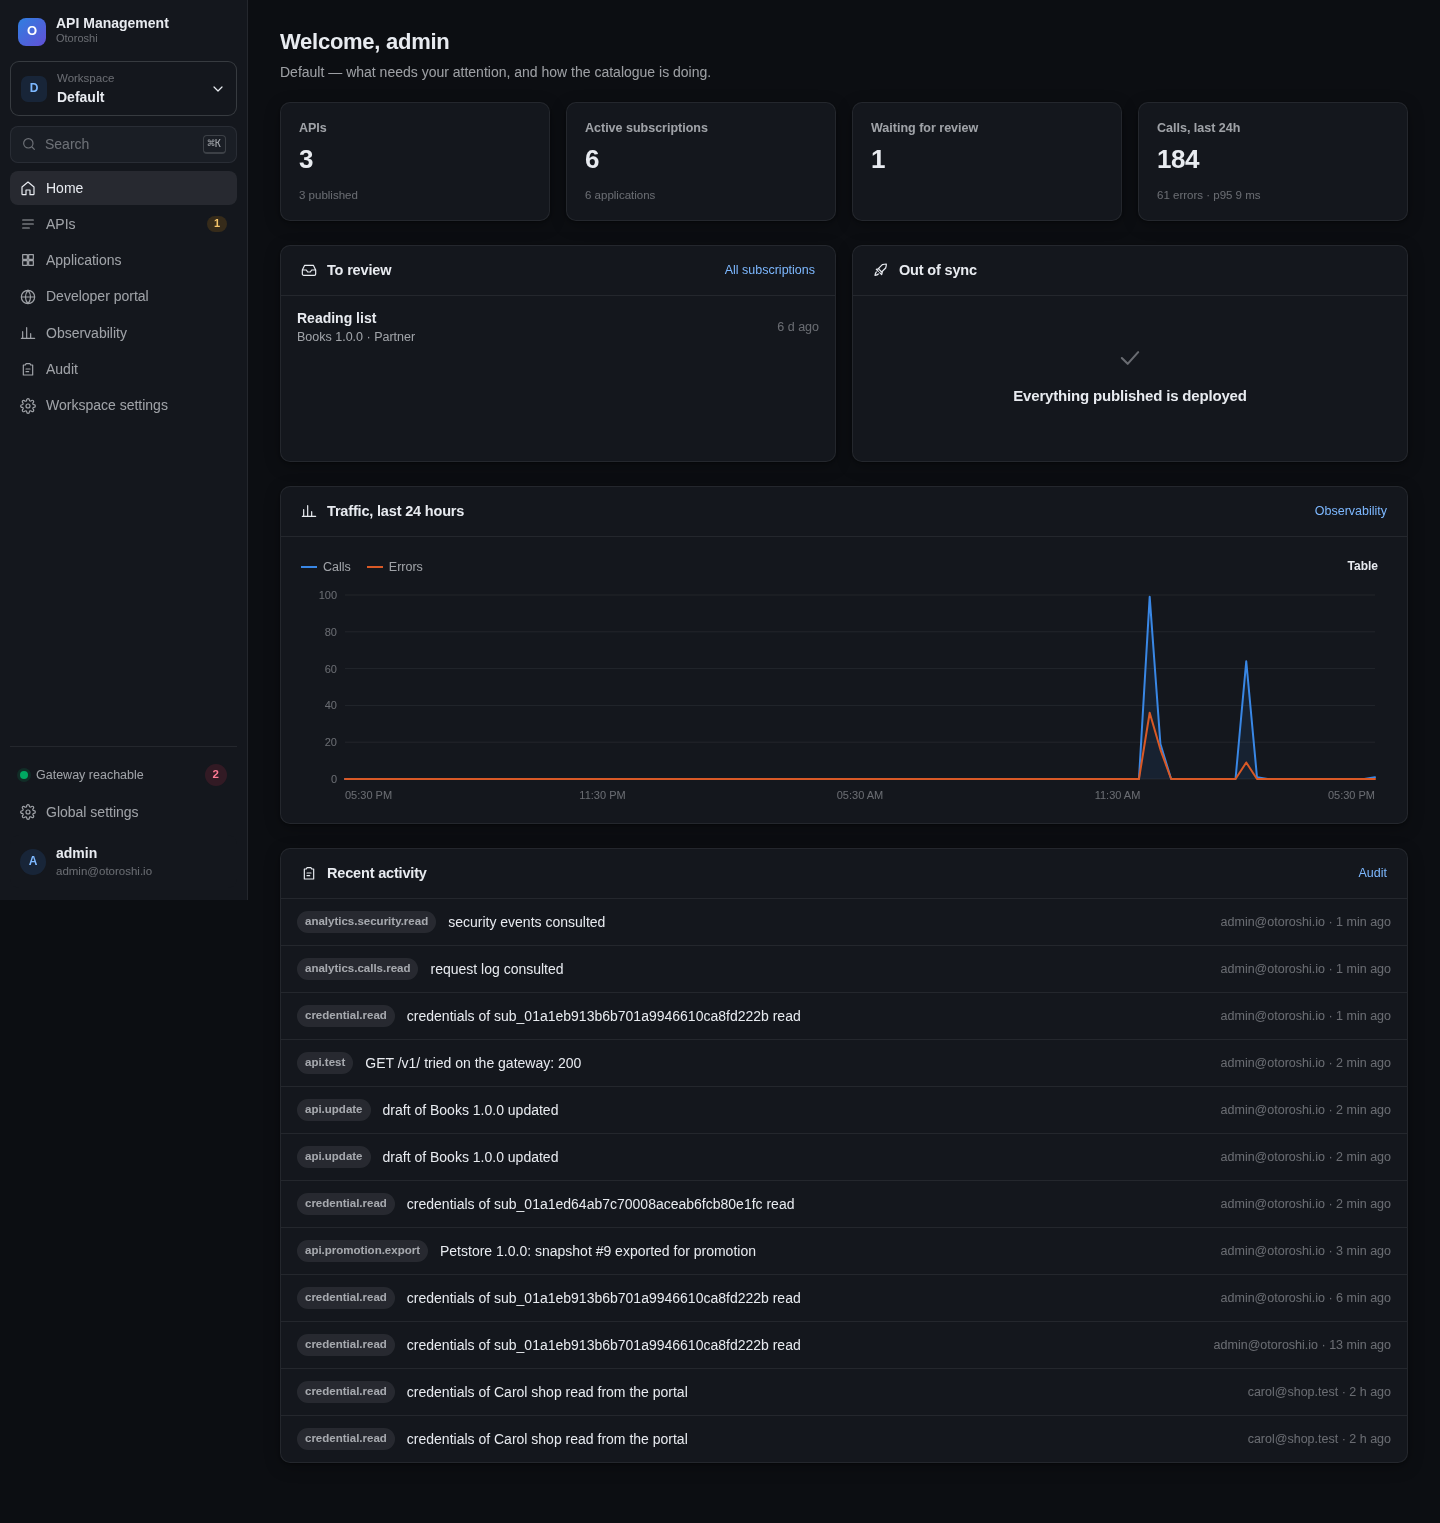 O
API Management
Otoroshi
D
Workspace
Default
Search
⌘K
Home
APIs
1
Applications
Developer portal
Observability
Audit
Workspace settings
Gateway reachable
2
Global settings
A
admin
admin@otoroshi.io
Welcome, admin
Default — what needs your attention, and how the catalogue is doing.
APIs
3
3 published
Active subscriptions
6
6 applications
Waiting for review
1
Calls, last 24h
184
61 errors · p95 9 ms
To review
All subscriptions
Reading list
Books 1.0.0 · Partner
6 d ago
Out of sync
Everything published is deployed
Traffic, last 24 hours
Observability
Calls
Errors
Table
100
80
60
40
20
0
05:30 PM
11:30 PM
05:30 AM
11:30 AM
05:30 PM
Recent activity
Audit
analytics.security.read security events consulted admin@otoroshi.io · 1 min ago
analytics.calls.read request log consulted admin@otoroshi.io · 1 min ago
credential.read credentials of sub_01a1eb913b6b701a9946610ca8fd222b read admin@otoroshi.io · 1 min ago
api.test GET /v1/ tried on the gateway: 200 admin@otoroshi.io · 2 min ago
api.update draft of Books 1.0.0 updated admin@otoroshi.io · 2 min ago
api.update draft of Books 1.0.0 updated admin@otoroshi.io · 2 min ago
credential.read credentials of sub_01a1ed64ab7c70008aceab6fcb80e1fc read admin@otoroshi.io · 2 min ago
api.promotion.export Petstore 1.0.0: snapshot #9 exported for promotion admin@otoroshi.io · 3 min ago
credential.read credentials of sub_01a1eb913b6b701a9946610ca8fd222b read admin@otoroshi.io · 6 min ago
credential.read credentials of sub_01a1eb913b6b701a9946610ca8fd222b read admin@otoroshi.io · 13 min ago
credential.read credentials of Carol shop read from the portal carol@shop.test · 2 h ago
credential.read credentials of Carol shop read from the portal carol@shop.test · 2 h ago